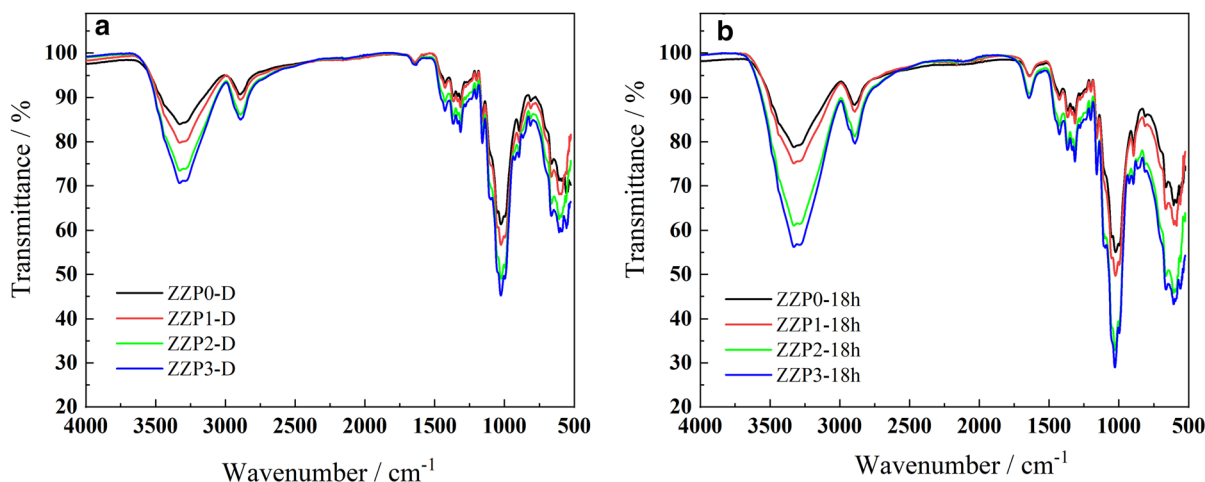 a
100
90
80
70
60
50
40
30
20
Transmittance / %
ZZP0-D
ZZP1-D
ZZP2-D
ZZP3-D
4000 3500 3000 2500 2000 1500 1000 500
Wavenumber / cm⁻¹
b
100
90
80
70
60
50
40
30
20
Transmittance / %
ZZP0-18h
ZZP1-18h
ZZP2-18h
ZZP3-18h
4000 3500 3000 2500 2000 1500 1000 500
Wavenumber / cm⁻¹